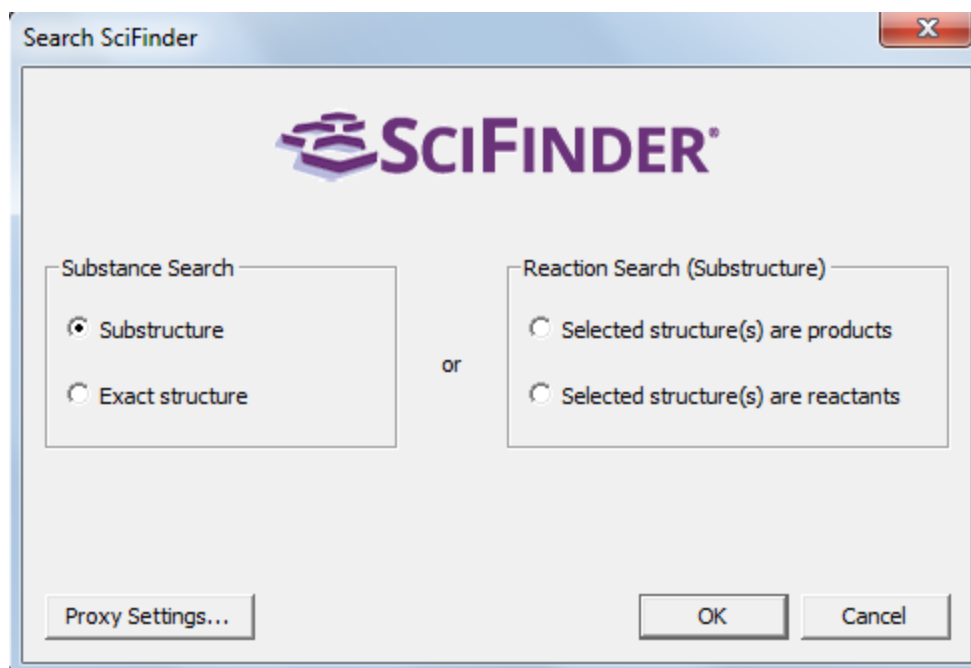 Search SciFinder
SCIFINDER®
Substance Search
Substructure
Exact structure
or
Reaction Search (Substructure)
Selected structure(s) are products
Selected structure(s) are reactants
Proxy Settings...
OK
Cancel